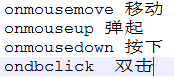 onmousemove 移动
onmouseup 弹起
onmousedown 按下
ondbclick 双击